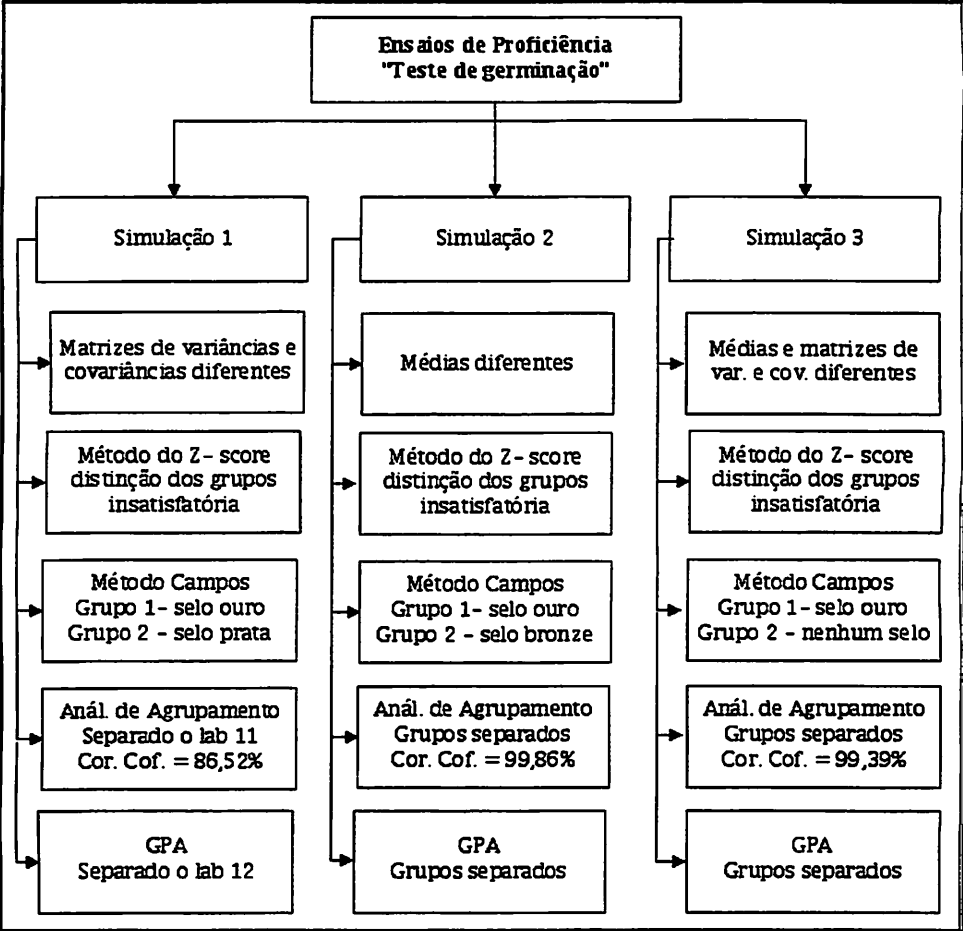 Ensaios de Proficiência
"Teste de germinação"
Simulação 1
Matrizes de variâncias e
covariâncias diferentes
Método do Z- score
distinção dos grupos
insatisfatória
Método Campos
Grupo 1- selo ouro
Grupo 2 - selo prata
Anál. de Agrupamento
Separado o lab 11
Cor. Cof. = 86,52%
GPA
Separado o lab 12
Simulação 2
Médias diferentes
Método do Z- score
distinção dos grupos
insatisfatória
Método Campos
Grupo 1- selo ouro
Grupo 2 - selo bronze
Anál. de Agrupamento
Grupos separados
Cor. Cof. = 99,86%
GPA
Grupos separados
Simulação 3
Médias e matrizes de
var. e cov. diferentes
Método do Z- score
distinção dos grupos
insatisfatória
Método Campos
Grupo 1- selo ouro
Grupo 2 - nenhum selo
Anál. de Agrupamento
Grupos separados
Cor. Cof. = 99,39%
GPA
Grupos separados